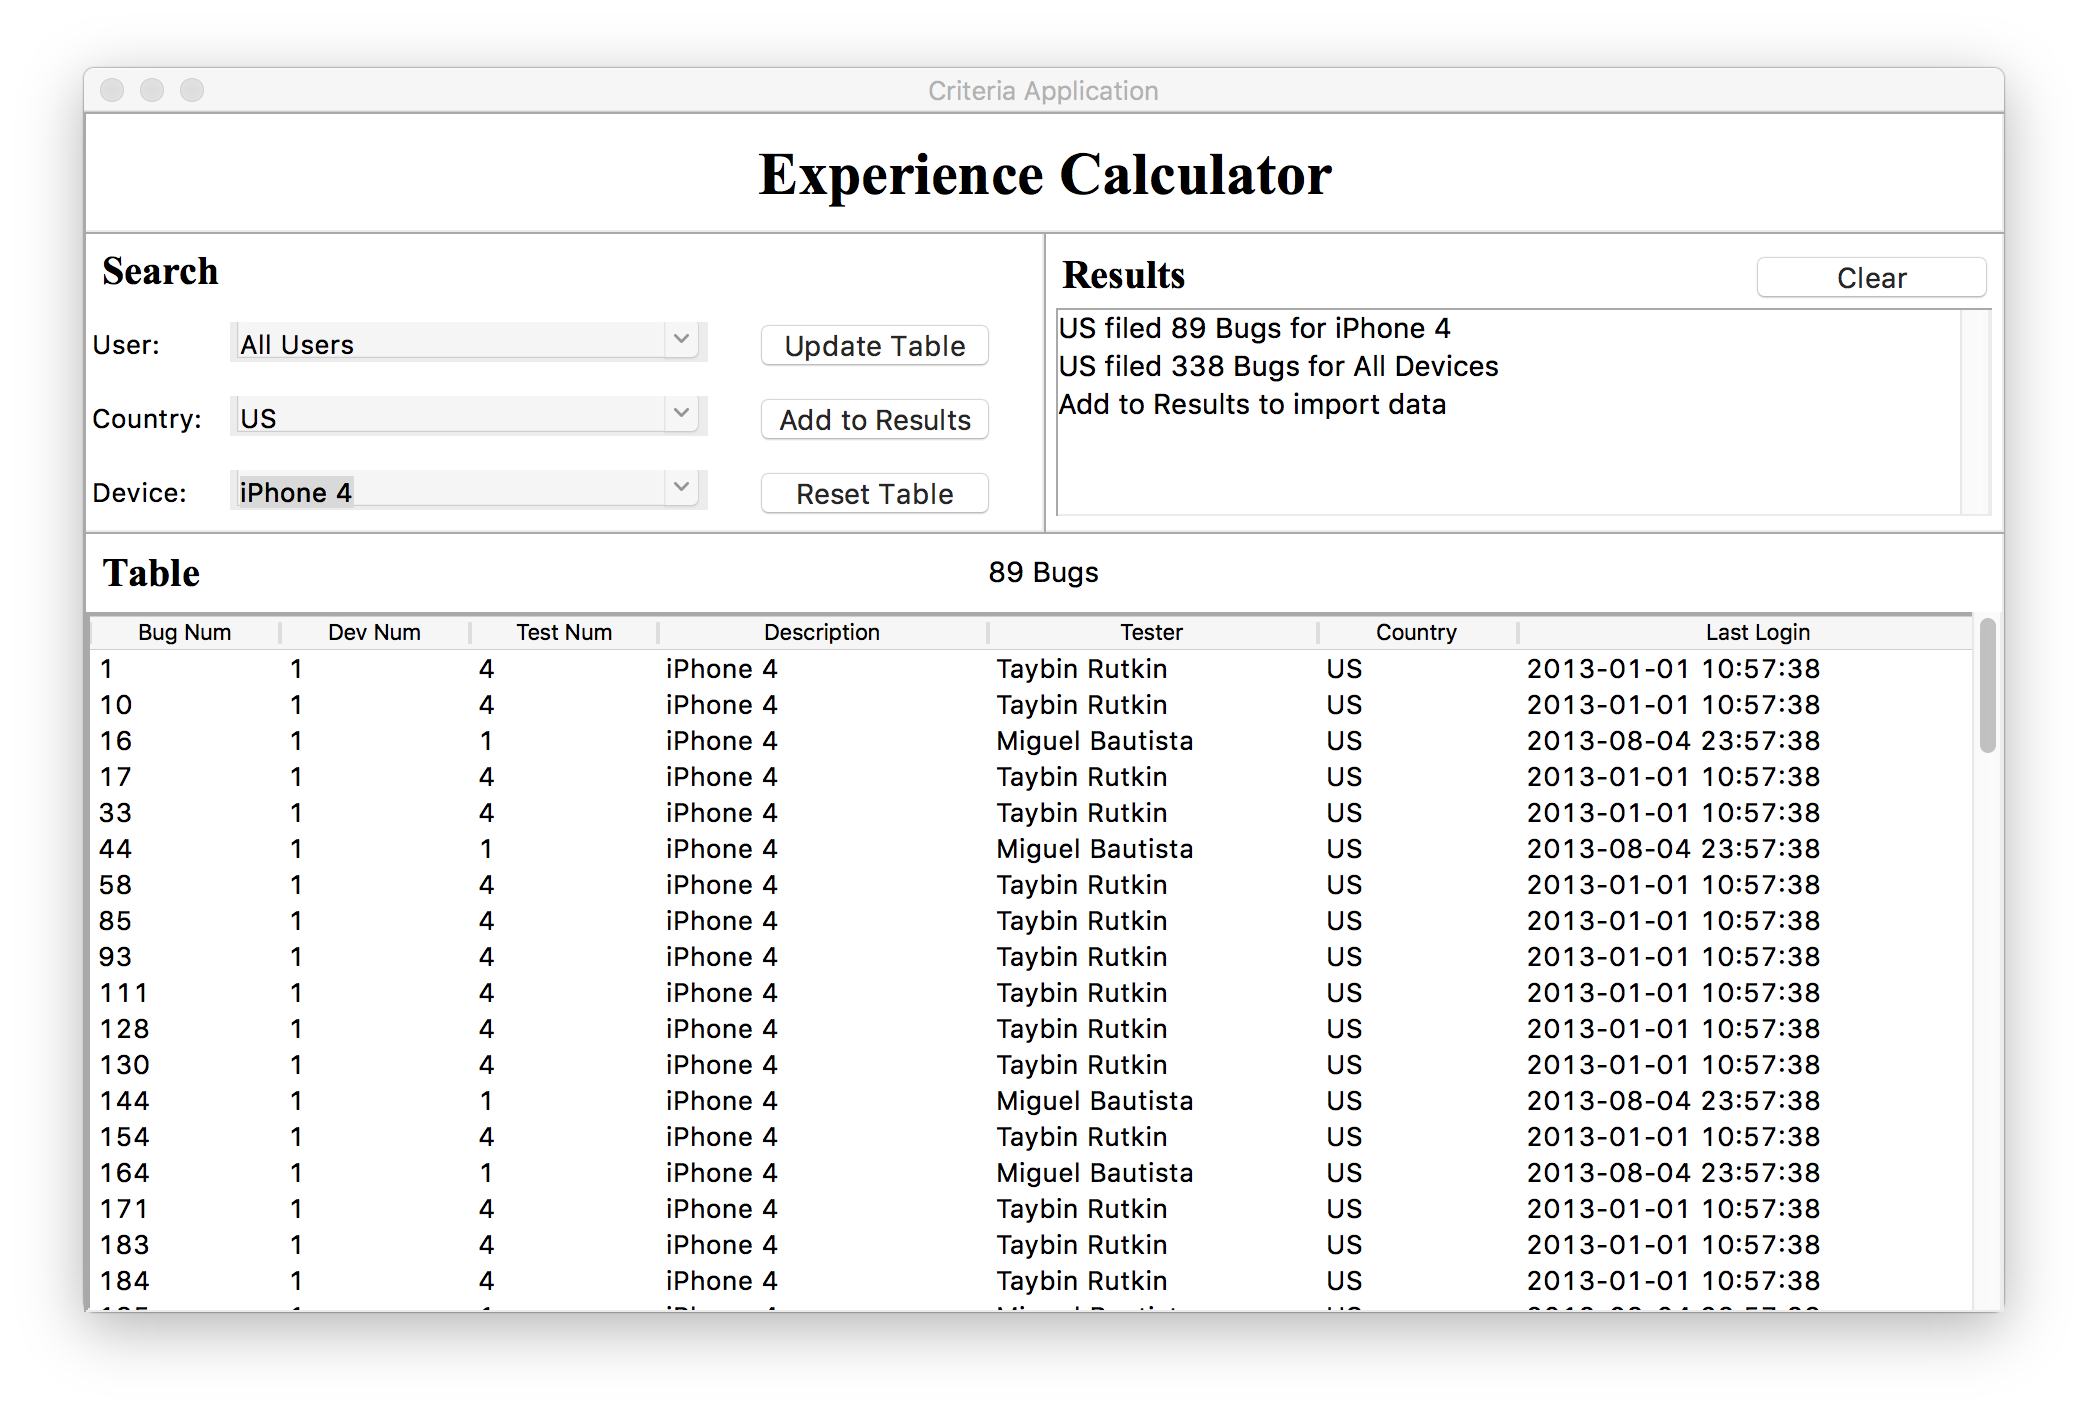 Criteria Application
Experience Calculator
Search
User: All Users Update Table
Country: US Add to Results
Device: iPhone 4 Reset Table
Results Clear
US filed 89 Bugs for iPhone 4
US filed 338 Bugs for All Devices
Add to Results to import data
Table 89 Bugs
Bug Num Dev Num Test Num Description Tester Country Last Login
1 1 4 iPhone 4 Taybin Rutkin US 2013-01-01 10:57:38
10 1 4 iPhone 4 Taybin Rutkin US 2013-01-01 10:57:38
16 1 1 iPhone 4 Miguel Bautista US 2013-08-04 23:57:38
17 1 4 iPhone 4 Taybin Rutkin US 2013-01-01 10:57:38
33 1 4 iPhone 4 Taybin Rutkin US 2013-01-01 10:57:38
44 1 1 iPhone 4 Miguel Bautista US 2013-08-04 23:57:38
58 1 4 iPhone 4 Taybin Rutkin US 2013-01-01 10:57:38
85 1 4 iPhone 4 Taybin Rutkin US 2013-01-01 10:57:38
93 1 4 iPhone 4 Taybin Rutkin US 2013-01-01 10:57:38
111 1 4 iPhone 4 Taybin Rutkin US 2013-01-01 10:57:38
128 1 4 iPhone 4 Taybin Rutkin US 2013-01-01 10:57:38
130 1 4 iPhone 4 Taybin Rutkin US 2013-01-01 10:57:38
144 1 1 iPhone 4 Miguel Bautista US 2013-08-04 23:57:38
154 1 4 iPhone 4 Taybin Rutkin US 2013-01-01 10:57:38
164 1 1 iPhone 4 Miguel Bautista US 2013-08-04 23:57:38
171 1 4 iPhone 4 Taybin Rutkin US 2013-01-01 10:57:38
183 1 4 iPhone 4 Taybin Rutkin US 2013-01-01 10:57:38
184 1 4 iPhone 4 Taybin Rutkin US 2013-01-01 10:57:38